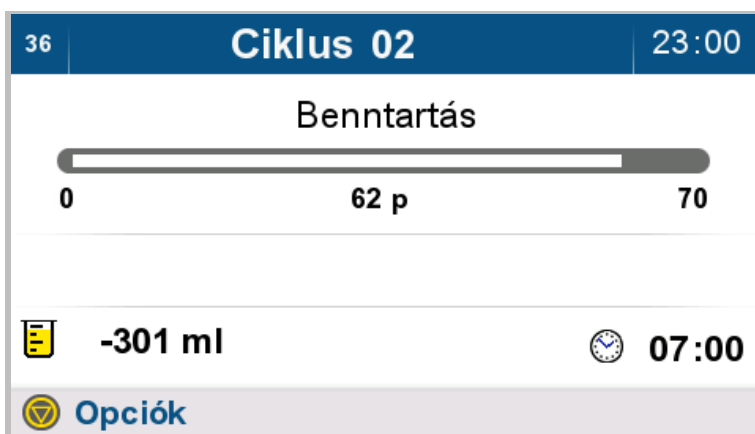 36 Ciklus 02 23:00
Benntartás
0 62 p 70
-301 ml 07:00
Opciók